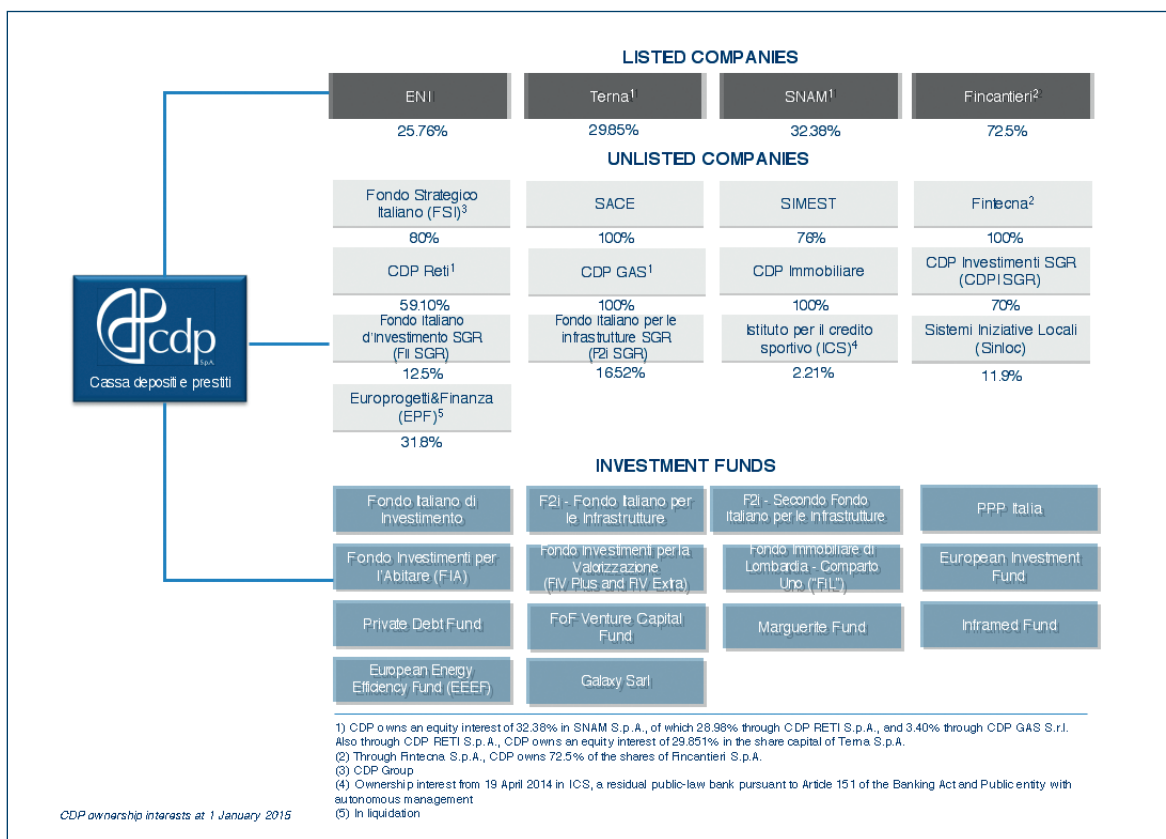 LISTED COMPANIES
ENI
Terna1
SNAM1
Fincantieri2
25.76%
29.85%
32.38%
72.5%
UNLISTED COMPANIES
Fondo Strategico
Italiano (FSI)3
SACE
SIMEST
Fintecna2
80%
100%
76%
100%
CDP Reti1
CDP GAS1
CDP Immobiliare
CDP Investimenti SGR
(CDPI SGR)
59.10%
100%
100%
70%
Fondo Italiano
d'Investimento SGR
(FII SGR)
Fondo Italiano per le
infrastrutture SGR
(F2i SGR)
Istituto per il credito
sportivo (ICS)4
Sistemi Iniziative Locali
(Sinloc)
12.5%
16.52%
2.21%
11.9%
Europrogetti&Finanza
(EPF)5
31.8%
cdp
S.p.A.
Cassa depositi e prestiti
INVESTMENT FUNDS
Fondo Italiano di
Investimento
F2i - Fondo Italiano per
le Infrastrutture
F2i - Secondo Fondo
Italiano per le Infrastrutture
PPP Italia
Fondo Investimenti per
l'Abitare (FIA)
Fondo Investimenti per la
Valorizzazione
(FIV Plus and FIV Extra)
Fondo Immobiliare di
Lombardia - Comparto
Uno ("FIL")
European Investment
Fund
Private Debt Fund
FoF Venture Capital
Fund
Marguerite Fund
Inframed Fund
European Energy
Efficiency Fund (EEEF)
Galaxy Sarl
1) CDP owns an equity interest of 32.38% in SNAM S.p.A., of which 28.98% through CDP RETI S.p.A., and 3.40% through CDP GAS S.r.l.
Also through CDP RETI S.p.A., CDP owns an equity interest of 29.851% in the share capital of Terna S.p.A.
(2) Through Fintecna S.p.A., CDP owns 72.5% of the shares of Fincantieri S.p.A.
(3) CDP Group
(4) Ownership interest from 19 April 2014 in ICS, a residual public-law bank pursuant to Article 151 of the Banking Act and Public entity with
autonomous management
(5) In liquidation
CDP ownership interests at 1 January 2015